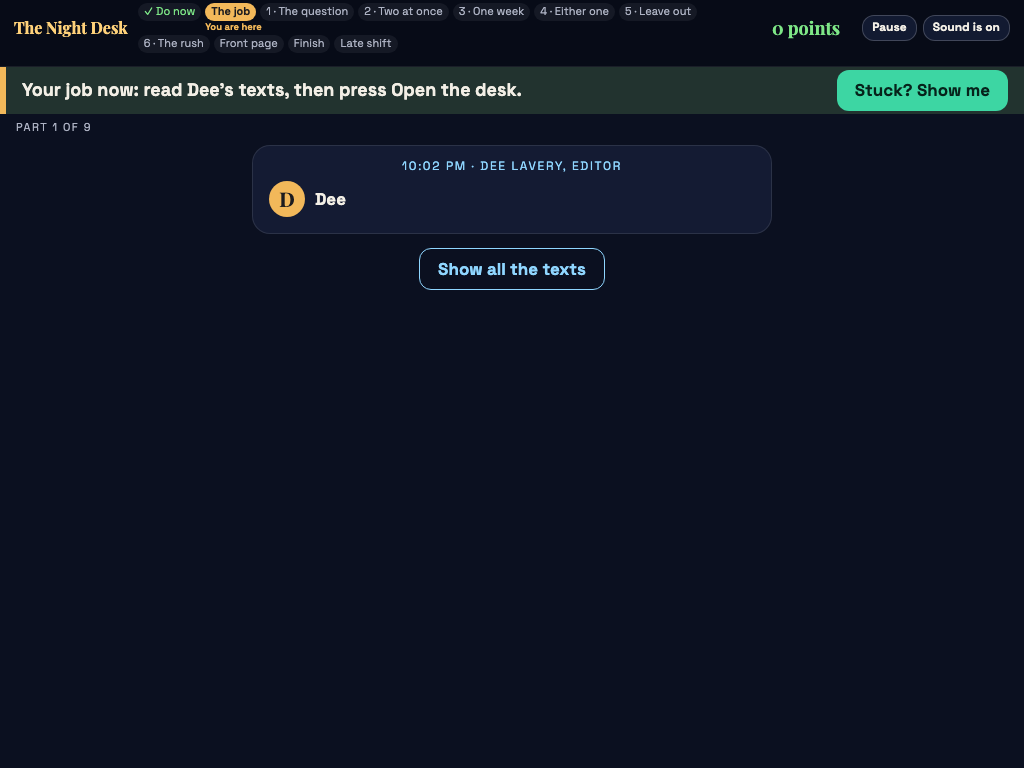 The Night Desk
✓ Do now
The job
You are here
1 · The question
2 · Two at once
3 · One week
4 · Either one
5 · Leave out
6 · The rush
Front page
Finish
Late shift
0 points
Pause
Sound is on
Your job now: read Dee's texts, then press Open the desk.
Stuck? Show me
PART 1 OF 9
10:02 PM · DEE LAVERY, EDITOR
D
Dee
Show all the texts